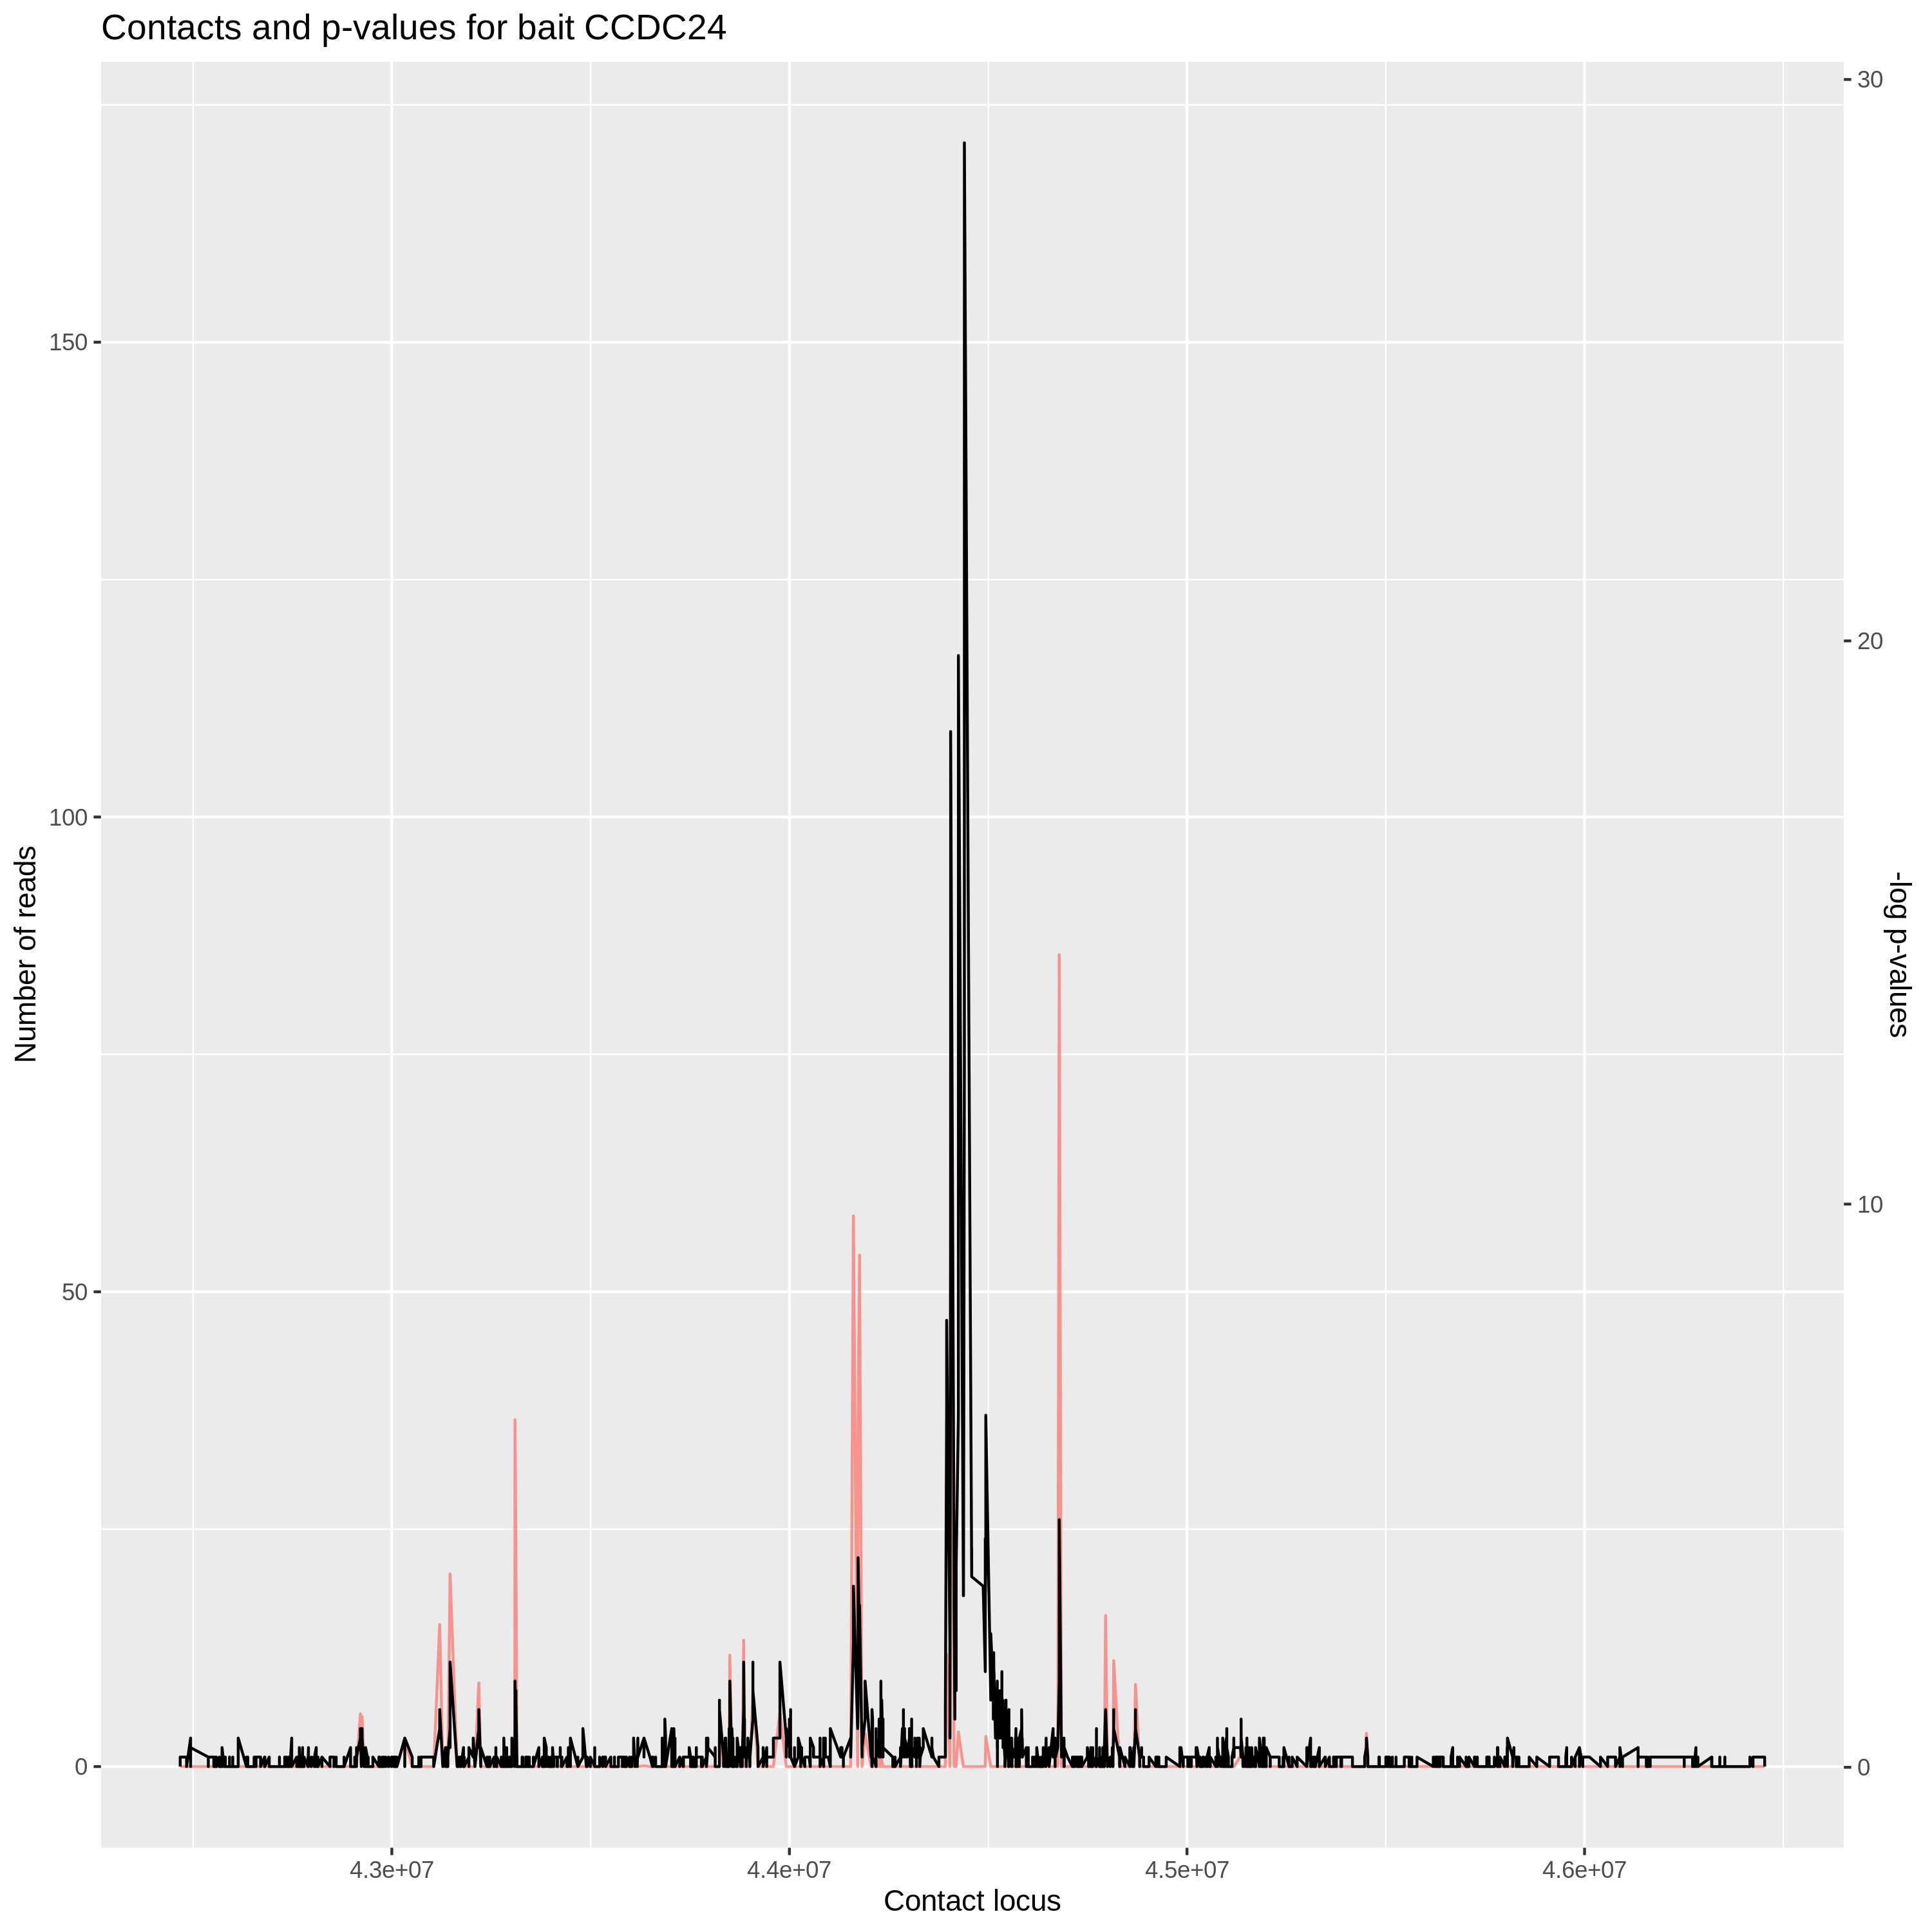 Contacts and p-values for bait CCDC24
30
150
20
100
Number of reads
-log p-values
10
50
0
0
4.3e+07
4.4e+07
4.5e+07
4.6e+07
Contact locus